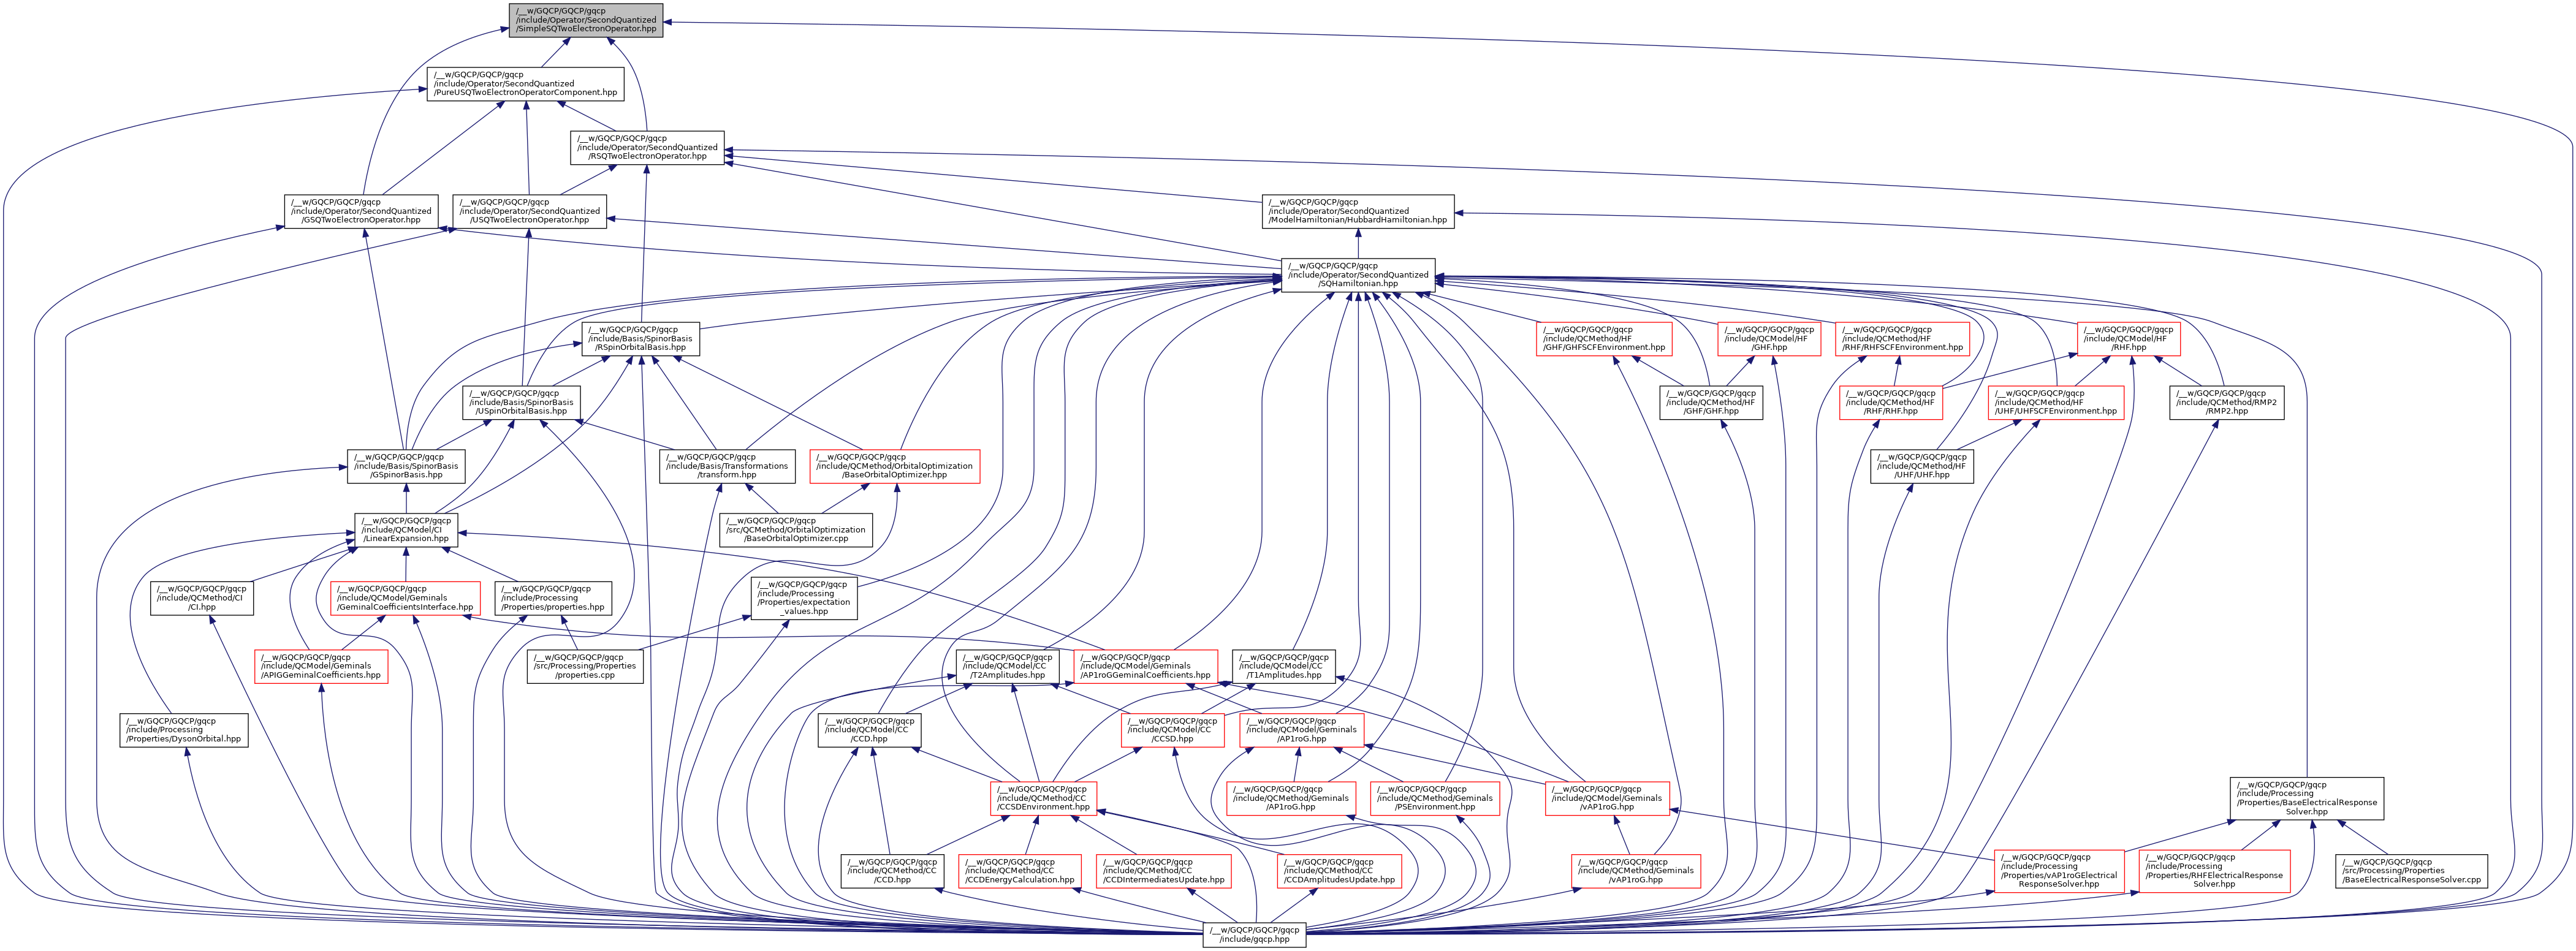 /__w/GQCP/GQCP/gqcp
/include/Operator/SecondQuantized
/SimpleSQTwoElectronOperator.hpp
/__w/GQCP/GQCP/gqcp
/include/Operator/SecondQuantized
/PureUSQTwoElectronOperatorComponent.hpp
/__w/GQCP/GQCP/gqcp
/include/Operator/SecondQuantized
/RSQTwoElectronOperator.hpp
/__w/GQCP/GQCP/gqcp
/include/Operator/SecondQuantized
/GSQTwoElectronOperator.hpp
/__w/GQCP/GQCP/gqcp
/include/Operator/SecondQuantized
/USQTwoElectronOperator.hpp
/__w/GQCP/GQCP/gqcp
/include/Operator/SecondQuantized
/ModelHamiltonian/HubbardHamiltonian.hpp
/__w/GQCP/GQCP/gqcp
/include/Operator/SecondQuantized
/SQHamiltonian.hpp
/__w/GQCP/GQCP/gqcp
/include/Basis/SpinorBasis
/RSpinOrbitalBasis.hpp
/__w/GQCP/GQCP/gqcp
/include/QCMethod/HF
/GHF/GHFSCFEnvironment.hpp
/__w/GQCP/GQCP/gqcp
/include/QCModel/HF
/GHF.hpp
/__w/GQCP/GQCP/gqcp
/include/QCMethod/HF
/RHF/RHFSCFEnvironment.hpp
/__w/GQCP/GQCP/gqcp
/include/QCModel/HF
/RHF.hpp
/__w/GQCP/GQCP/gqcp
/include/Basis/SpinorBasis
/USpinOrbitalBasis.hpp
/__w/GQCP/GQCP/gqcp
/include/QCMethod/HF
/GHF/GHF.hpp
/__w/GQCP/GQCP/gqcp
/include/QCMethod/HF
/RHF/RHF.hpp
/__w/GQCP/GQCP/gqcp
/include/QCMethod/HF
/UHF/UHFSCFEnvironment.hpp
/__w/GQCP/GQCP/gqcp
/include/QCMethod/RMP2
/RMP2.hpp
/__w/GQCP/GQCP/gqcp
/include/Basis/SpinorBasis
/GSpinorBasis.hpp
/__w/GQCP/GQCP/gqcp
/include/Basis/Transformations
/transform.hpp
/__w/GQCP/GQCP/gqcp
/include/QCMethod/OrbitalOptimization
/BaseOrbitalOptimizer.hpp
/__w/GQCP/GQCP/gqcp
/include/QCMethod/HF
/UHF/UHF.hpp
/__w/GQCP/GQCP/gqcp
/include/QCModel/CI
/LinearExpansion.hpp
/__w/GQCP/GQCP/gqcp
/src/QCMethod/OrbitalOptimization
/BaseOrbitalOptimizer.cpp
/__w/GQCP/GQCP/gqcp
/include/QCMethod/CI
/CI.hpp
/__w/GQCP/GQCP/gqcp
/include/QCModel/Geminals
/GeminalCoefficientsInterface.hpp
/__w/GQCP/GQCP/gqcp
/include/Processing
/Properties/properties.hpp
/__w/GQCP/GQCP/gqcp
/include/Processing
/Properties/expectation
_values.hpp
/__w/GQCP/GQCP/gqcp
/include/QCModel/Geminals
/APIGGeminalCoefficients.hpp
/__w/GQCP/GQCP/gqcp
/src/Processing/Properties
/properties.cpp
/__w/GQCP/GQCP/gqcp
/include/QCModel/CC
/T2Amplitudes.hpp
/__w/GQCP/GQCP/gqcp
/include/QCModel/Geminals
/AP1roGGeminalCoefficients.hpp
/__w/GQCP/GQCP/gqcp
/include/QCModel/CC
/T1Amplitudes.hpp
/__w/GQCP/GQCP/gqcp
/include/Processing
/Properties/DysonOrbital.hpp
/__w/GQCP/GQCP/gqcp
/include/QCModel/CC
/CCD.hpp
/__w/GQCP/GQCP/gqcp
/include/QCModel/CC
/CCSD.hpp
/__w/GQCP/GQCP/gqcp
/include/QCModel/Geminals
/AP1roG.hpp
/__w/GQCP/GQCP/gqcp
/include/QCMethod/CC
/CCSDEnvironment.hpp
/__w/GQCP/GQCP/gqcp
/include/QCMethod/Geminals
/AP1roG.hpp
/__w/GQCP/GQCP/gqcp
/include/QCMethod/Geminals
/PSEnvironment.hpp
/__w/GQCP/GQCP/gqcp
/include/QCModel/Geminals
/vAP1roG.hpp
/__w/GQCP/GQCP/gqcp
/include/Processing
/Properties/BaseElectricalResponse
Solver.hpp
/__w/GQCP/GQCP/gqcp
/include/QCMethod/CC
/CCD.hpp
/__w/GQCP/GQCP/gqcp
/include/QCMethod/CC
/CCDEnergyCalculation.hpp
/__w/GQCP/GQCP/gqcp
/include/QCMethod/CC
/CCDIntermediatesUpdate.hpp
/__w/GQCP/GQCP/gqcp
/include/QCMethod/CC
/CCDAmplitudesUpdate.hpp
/__w/GQCP/GQCP/gqcp
/include/QCMethod/Geminals
/vAP1roG.hpp
/__w/GQCP/GQCP/gqcp
/include/Processing
/Properties/vAP1roGElectrical
ResponseSolver.hpp
/__w/GQCP/GQCP/gqcp
/include/Processing
/Properties/RHFElectricalResponse
Solver.hpp
/__w/GQCP/GQCP/gqcp
/src/Processing/Properties
/BaseElectricalResponseSolver.cpp
/__w/GQCP/GQCP/gqcp
/include/gqcp.hpp